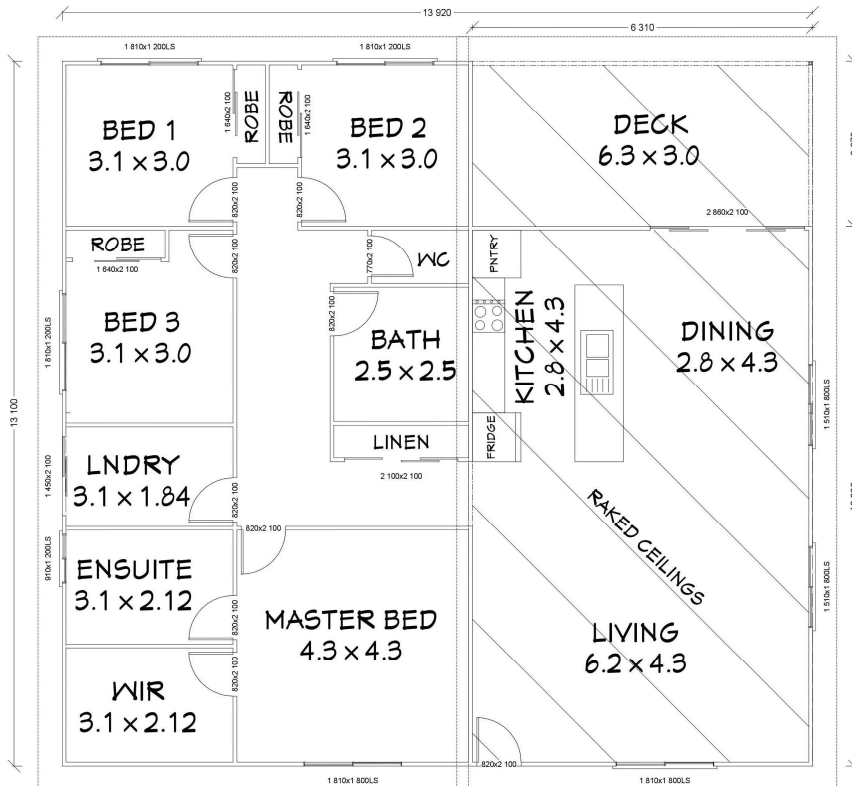 13 920
6 310
1 810x1 200LS
1 810x1 200LS
1 640x2 100
ROBE
ROBE
1 640x2 100
BED 1
3.1 x 3.0
BED 2
3.1 x 3.0
DECK
6.3 x 3.0
820x2 100
820x2 100
2 860x2 100
ROBE
1 640x2 100
820x2 100
770x2 100
WC
PNTRY
BED 3
3.1 x 3.0
1 810x1 200LS
820x2 100
BATH
2.5 x 2.5
KITCHEN
2.8 x 4.3
DINING
2.8 x 4.3
1 510x1 800LS
13 100
LINEN
2 100x2 100
FRIDGE
LNDRY
3.1 x 1.84
1 450x2 100
820x2 100
820x2 100
RAKED CEILINGS
910x1 200LS
ENSUITE
3.1 x 2.12
820x2 100
MASTER BED
4.3 x 4.3
LIVING
6.2 x 4.3
1 510x1 800LS
WIR
3.1 x 2.12
820x2 100
820x2 100
1 810x1 800LS
1 810x1 800LS